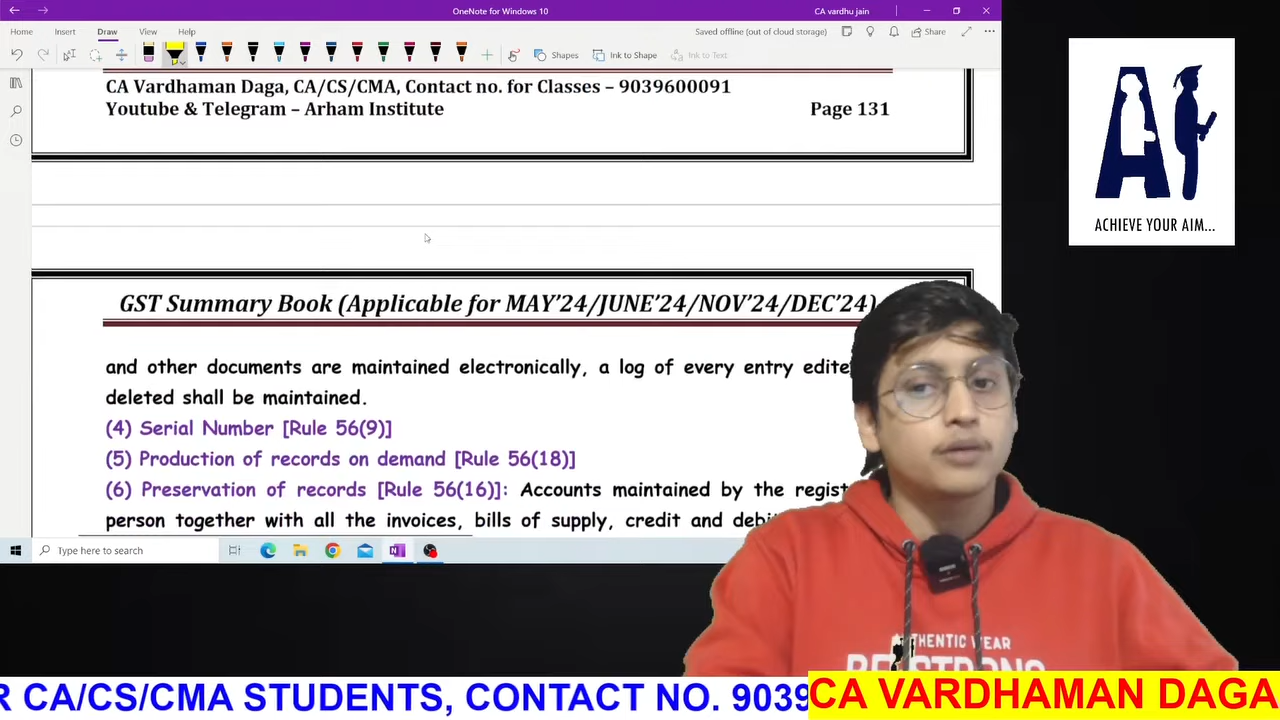 OneNote for Windows 10
CA vardhu jain
Home Insert Draw View Help
Saved offline (out of cloud storage)
Share
Shapes
Ink to Shape
Ink to Text
CA Vardhaman Daga, CA/CS/CMA, Contact no. for Classes – 9039600091
Youtube & Telegram – Arham Institute
Page 131
GST Summary Book (Applicable for MAY'24/JUNE'24/NOV'24/DEC'24)
and other documents are maintained electronically, a log of every entry
deleted shall be maintained.
(4) Serial Number [Rule 56(9)]
(5) Production of records on demand [Rule 56(18)]
(6) Preservation of records [Rule 56(16)]: Accounts maintained by the
person together with all the invoices, bills of supply, credit and
Type here to search
AI
ACHIEVE YOUR AIM...
THENTIC WEAR
R CA/CS/CMA STUDENTS, CONTACT NO. 9039
CA VARDHAMAN DAGA